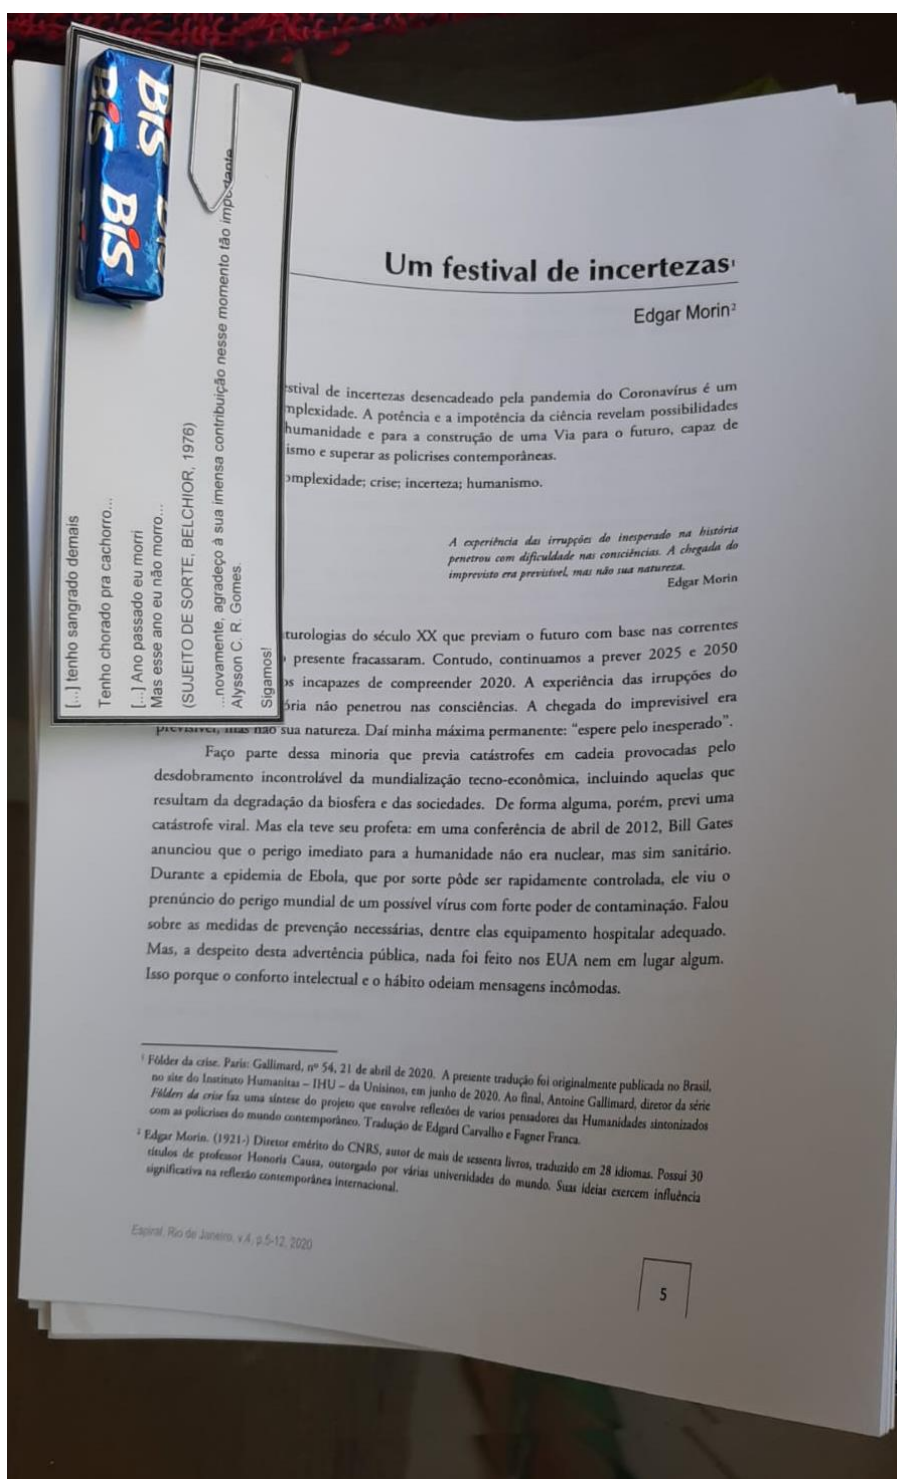 BiS
BiS
BiS
[...] tenho sangrado demais
Tenho chorado pra cachorro...
[...] Ano passado eu morri
Mas esse ano eu não morro...
(SUJEITO DE SORTE, BELCHIOR, 1976)
...novamente, agradeço à sua imensa contribuição nesse momento tão importante
Alysson C. R. Gomes.
Sigamos!
Um festival de incertezas¹
Edgar Morin²
stival de incertezas desencadeado pela pandemia do Coronavírus é um
mplexidade. A potência e a impotência da ciência revelam possibilidades
humanidade e para a construção de uma Via para o futuro, capaz de
ismo e superar as policrises contemporâneas.
omplexidade; crise; incerteza; humanismo.
A experiência das irrupções do inesperado na história
penetrou com dificuldade nas consciências. A chegada do
imprevisto era previsível, mas não sua natureza.
Edgar Morin
turologias do século XX que previam o futuro com base nas correntes
presente fracassaram. Contudo, continuamos a prever 2025 e 2050
os incapazes de compreender 2020. A experiência das irrupções do
ória não penetrou nas consciências. A chegada do imprevisivel era
previsível, mas não sua natureza. Daí minha máxima permanente: “espere pelo inesperado”.
Faço parte dessa minoria que previa catástrofes em cadeia provocadas pelo
desdobramento incontrolável da mundialização tecno-econômica, incluindo aquelas que
resultam da degradação da biosfera e das sociedades. De forma alguma, porém, previ uma
catástrofe viral. Mas ela teve seu profeta: em uma conferência de abril de 2012, Bill Gates
anunciou que o perigo imediato para a humanidade não era nuclear, mas sim sanitário.
Durante a epidemia de Ebola, que por sorte pôde ser rapidamente controlada, ele viu o
prenúncio do perigo mundial de um possível vírus com forte poder de contaminação. Falou
sobre as medidas de prevenção necessárias, dentre elas equipamento hospitalar adequado.
Mas, a despeito desta advertência pública, nada foi feito nos EUA nem em lugar algum.
Isso porque o conforto intelectual e o hábito odeiam mensagens incômodas.
¹ Fôlder da crise. Paris: Gallimard, nº 54, 21 de abril de 2020. A presente tradução foi originalmente publicada no Brasil,
no site do Instituto Humanitas – IHU – da Unisinos, em junho de 2020. Ao final, Antoine Gallimard, diretor da série
Fôlders da crise faz uma síntese do projeto que envolve reflexões de varios pensadores das Humanidades sintonizados
com as policrises do mundo contemporâneo. Tradução de Edgard Carvalho e Fagner Franca.
² Edgar Morin. (1921-) Diretor emérito do CNRS, autor de mais de sessenta livros, traduzido em 28 idiomas. Possui 30
títulos de professor Honoris Causa, outorgado por várias universidades do mundo. Suas ideias exercem influência
significativa na reflexão contemporânea internacional.
Espiral, Rio de Janeiro, v.4, p.5-12, 2020
5